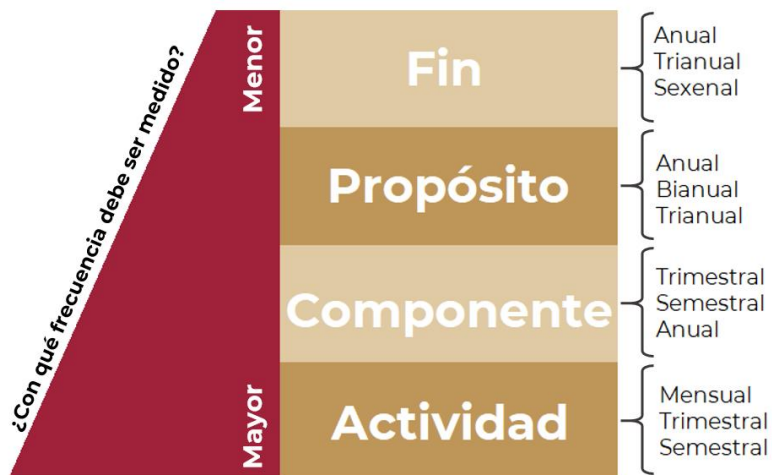 ¿Con qué frecuencia debe ser medido?
Menor
Mayor
Fin
Anual
Trianual
Sexenal
Propósito
Anual
Bianual
Trianual
Componente
Trimestral
Semestral
Anual
Actividad
Mensual
Trimestral
Semestral